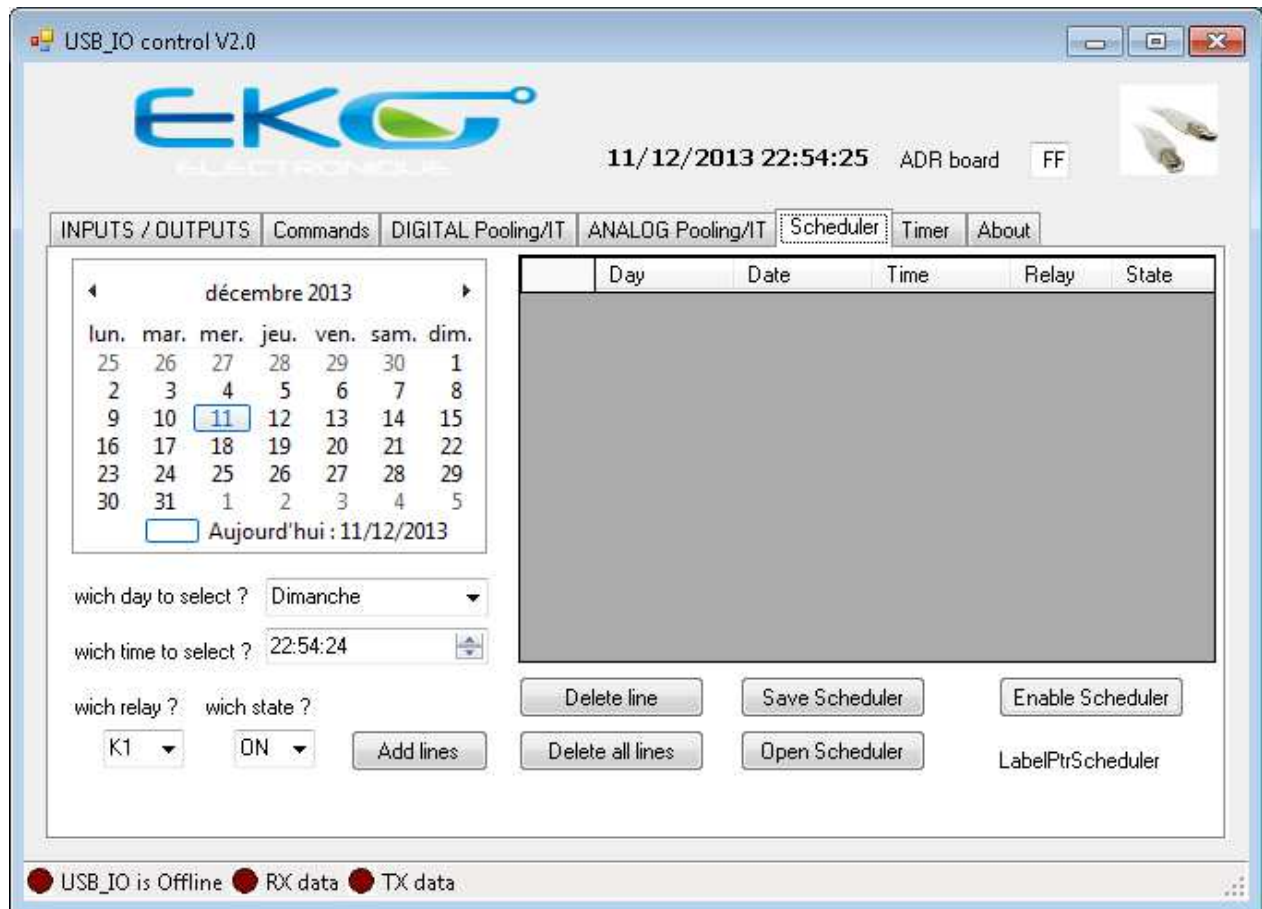 USB_IO control V2.0
EKG
ELECTRONIQUE
11/12/2013 22:54:25 ADR board FF
INPUTS / OUTPUTS Commands DIGITAL Pooling/IT ANALOG Pooling/IT Scheduler Timer About
décembre 2013
lun. mar. mer. jeu. ven. sam. dim.
25 26 27 28 29 30 1
2 3 4 5 6 7 8
9 10 11 12 13 14 15
16 17 18 19 20 21 22
23 24 25 26 27 28 29
30 31 1 2 3 4 5
Aujourd'hui : 11/12/2013
Day Date Time Relay State
wich day to select ? Dimanche
wich time to select ? 22:54:24
wich relay ? wich state ?
K1 ON Add lines
Delete line Save Scheduler Enable Scheduler
Delete all lines Open Scheduler LabelPtrScheduler
USB_IO is Offline RX data TX data